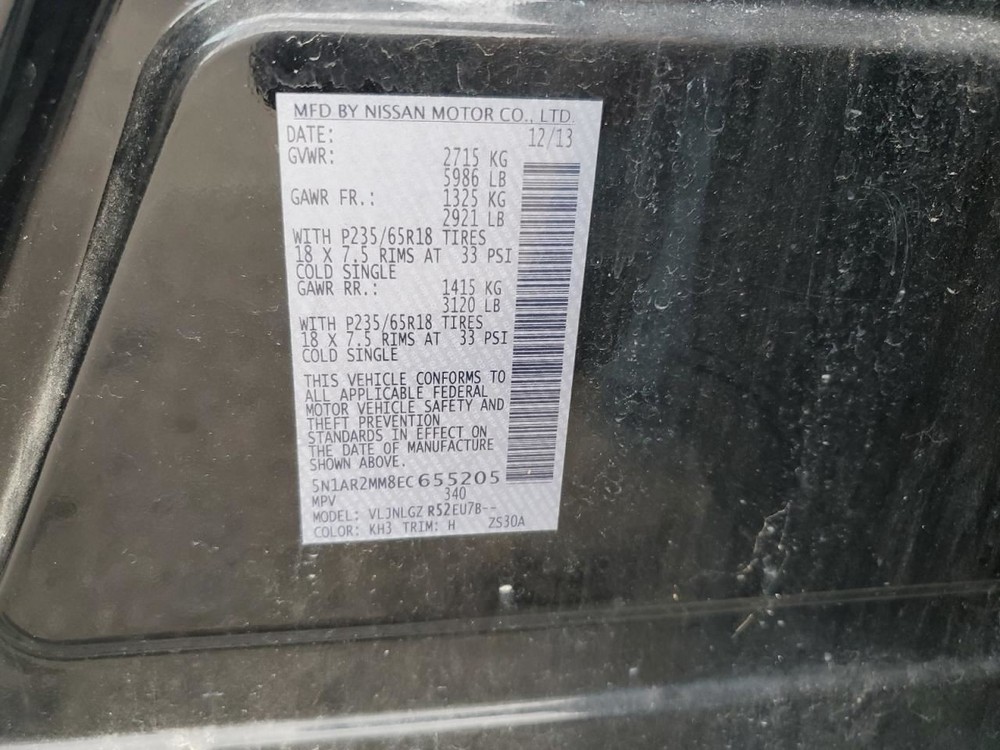 MFD BY NISSAN MOTOR CO., LTD.
DATE: 12/13
GVWR: 2715 KG
5986 LB
GAWR FR.: 1325 KG
2921 LB
WITH P235/65R18 TIRES
18 X 7.5 RIMS AT 33 PSI
COLD SINGLE
GAWR RR.: 1415 KG
3120 LB
WITH P235/65R18 TIRES
18 X 7.5 RIMS AT 33 PSI
COLD SINGLE
THIS VEHICLE CONFORMS TO
ALL APPLICABLE FEDERAL
MOTOR VEHICLE SAFETY AND
THEFT PREVENTION
STANDARDS IN EFFECT ON
THE DATE OF MANUFACTURE
SHOWN ABOVE.
5N1AR2MM8EC655205
MPV 340
MODEL: VLJNLGZ R52EU7B--
COLOR: KH3 TRIM: H ZS30A